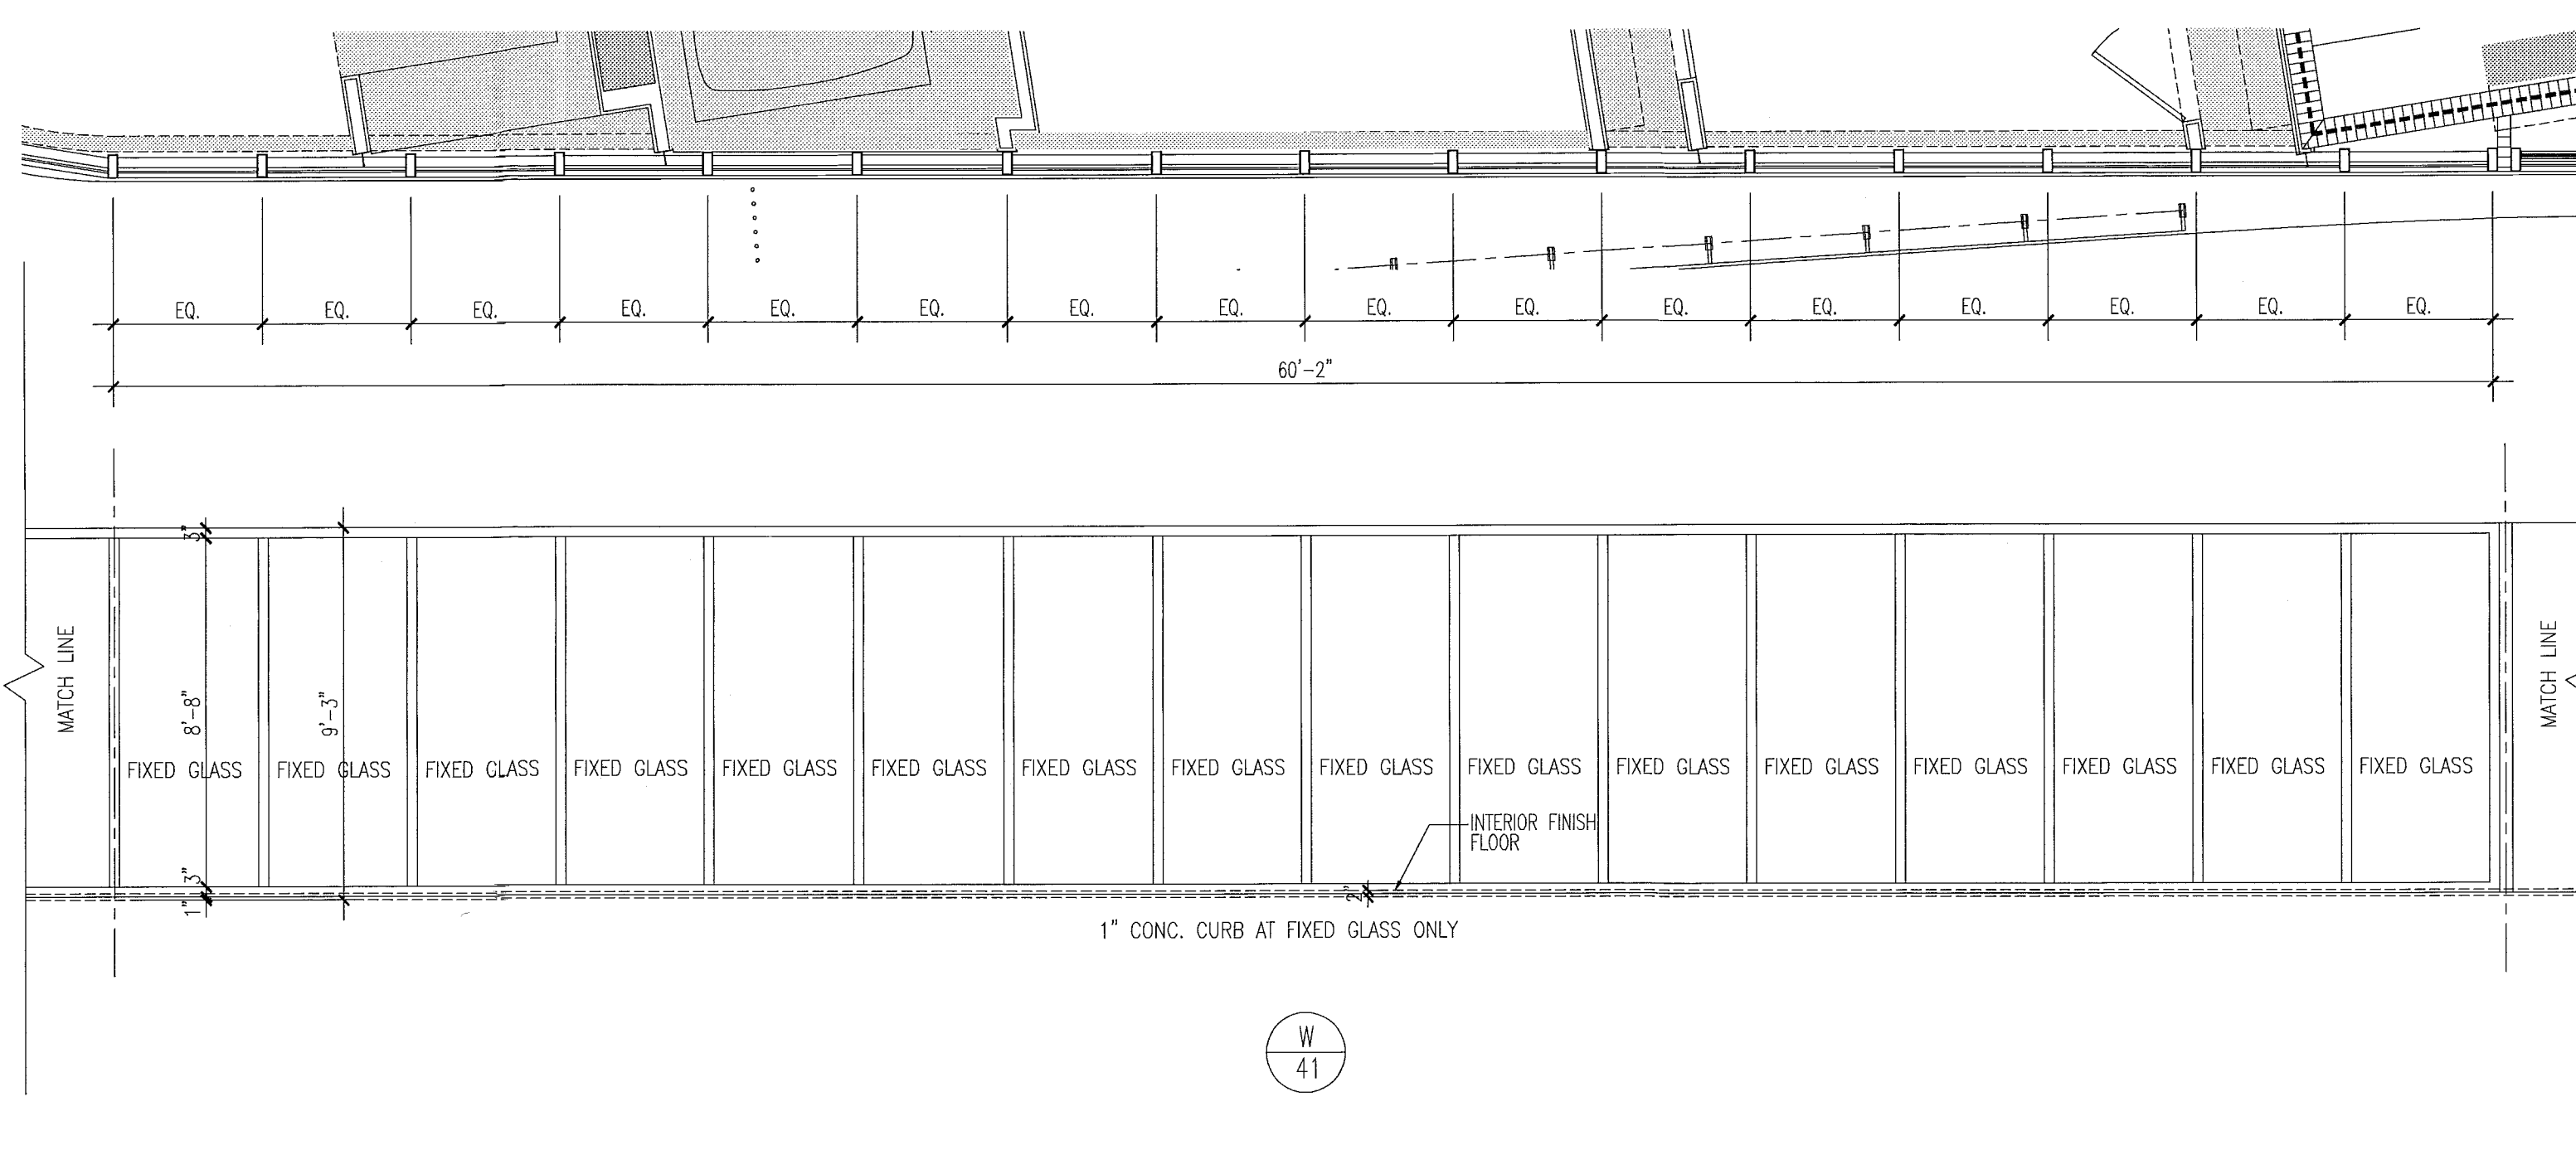 EQ. EQ. EQ. EQ. EQ. EQ. EQ. EQ. EQ. EQ. EQ. EQ. EQ. EQ. EQ. EQ.
60'-2"
3"
MATCH LINE
8'-8"
9'-3"
MATCH LINE
FIXED GLASS FIXED GLASS FIXED GLASS FIXED GLASS FIXED GLASS FIXED GLASS FIXED GLASS FIXED GLASS FIXED GLASS FIXED GLASS FIXED GLASS FIXED GLASS FIXED GLASS FIXED GLASS FIXED GLASS FIXED GLASS
INTERIOR FINISH
FLOOR
3"
1"
2"
1" CONC. CURB AT FIXED GLASS ONLY
W
41